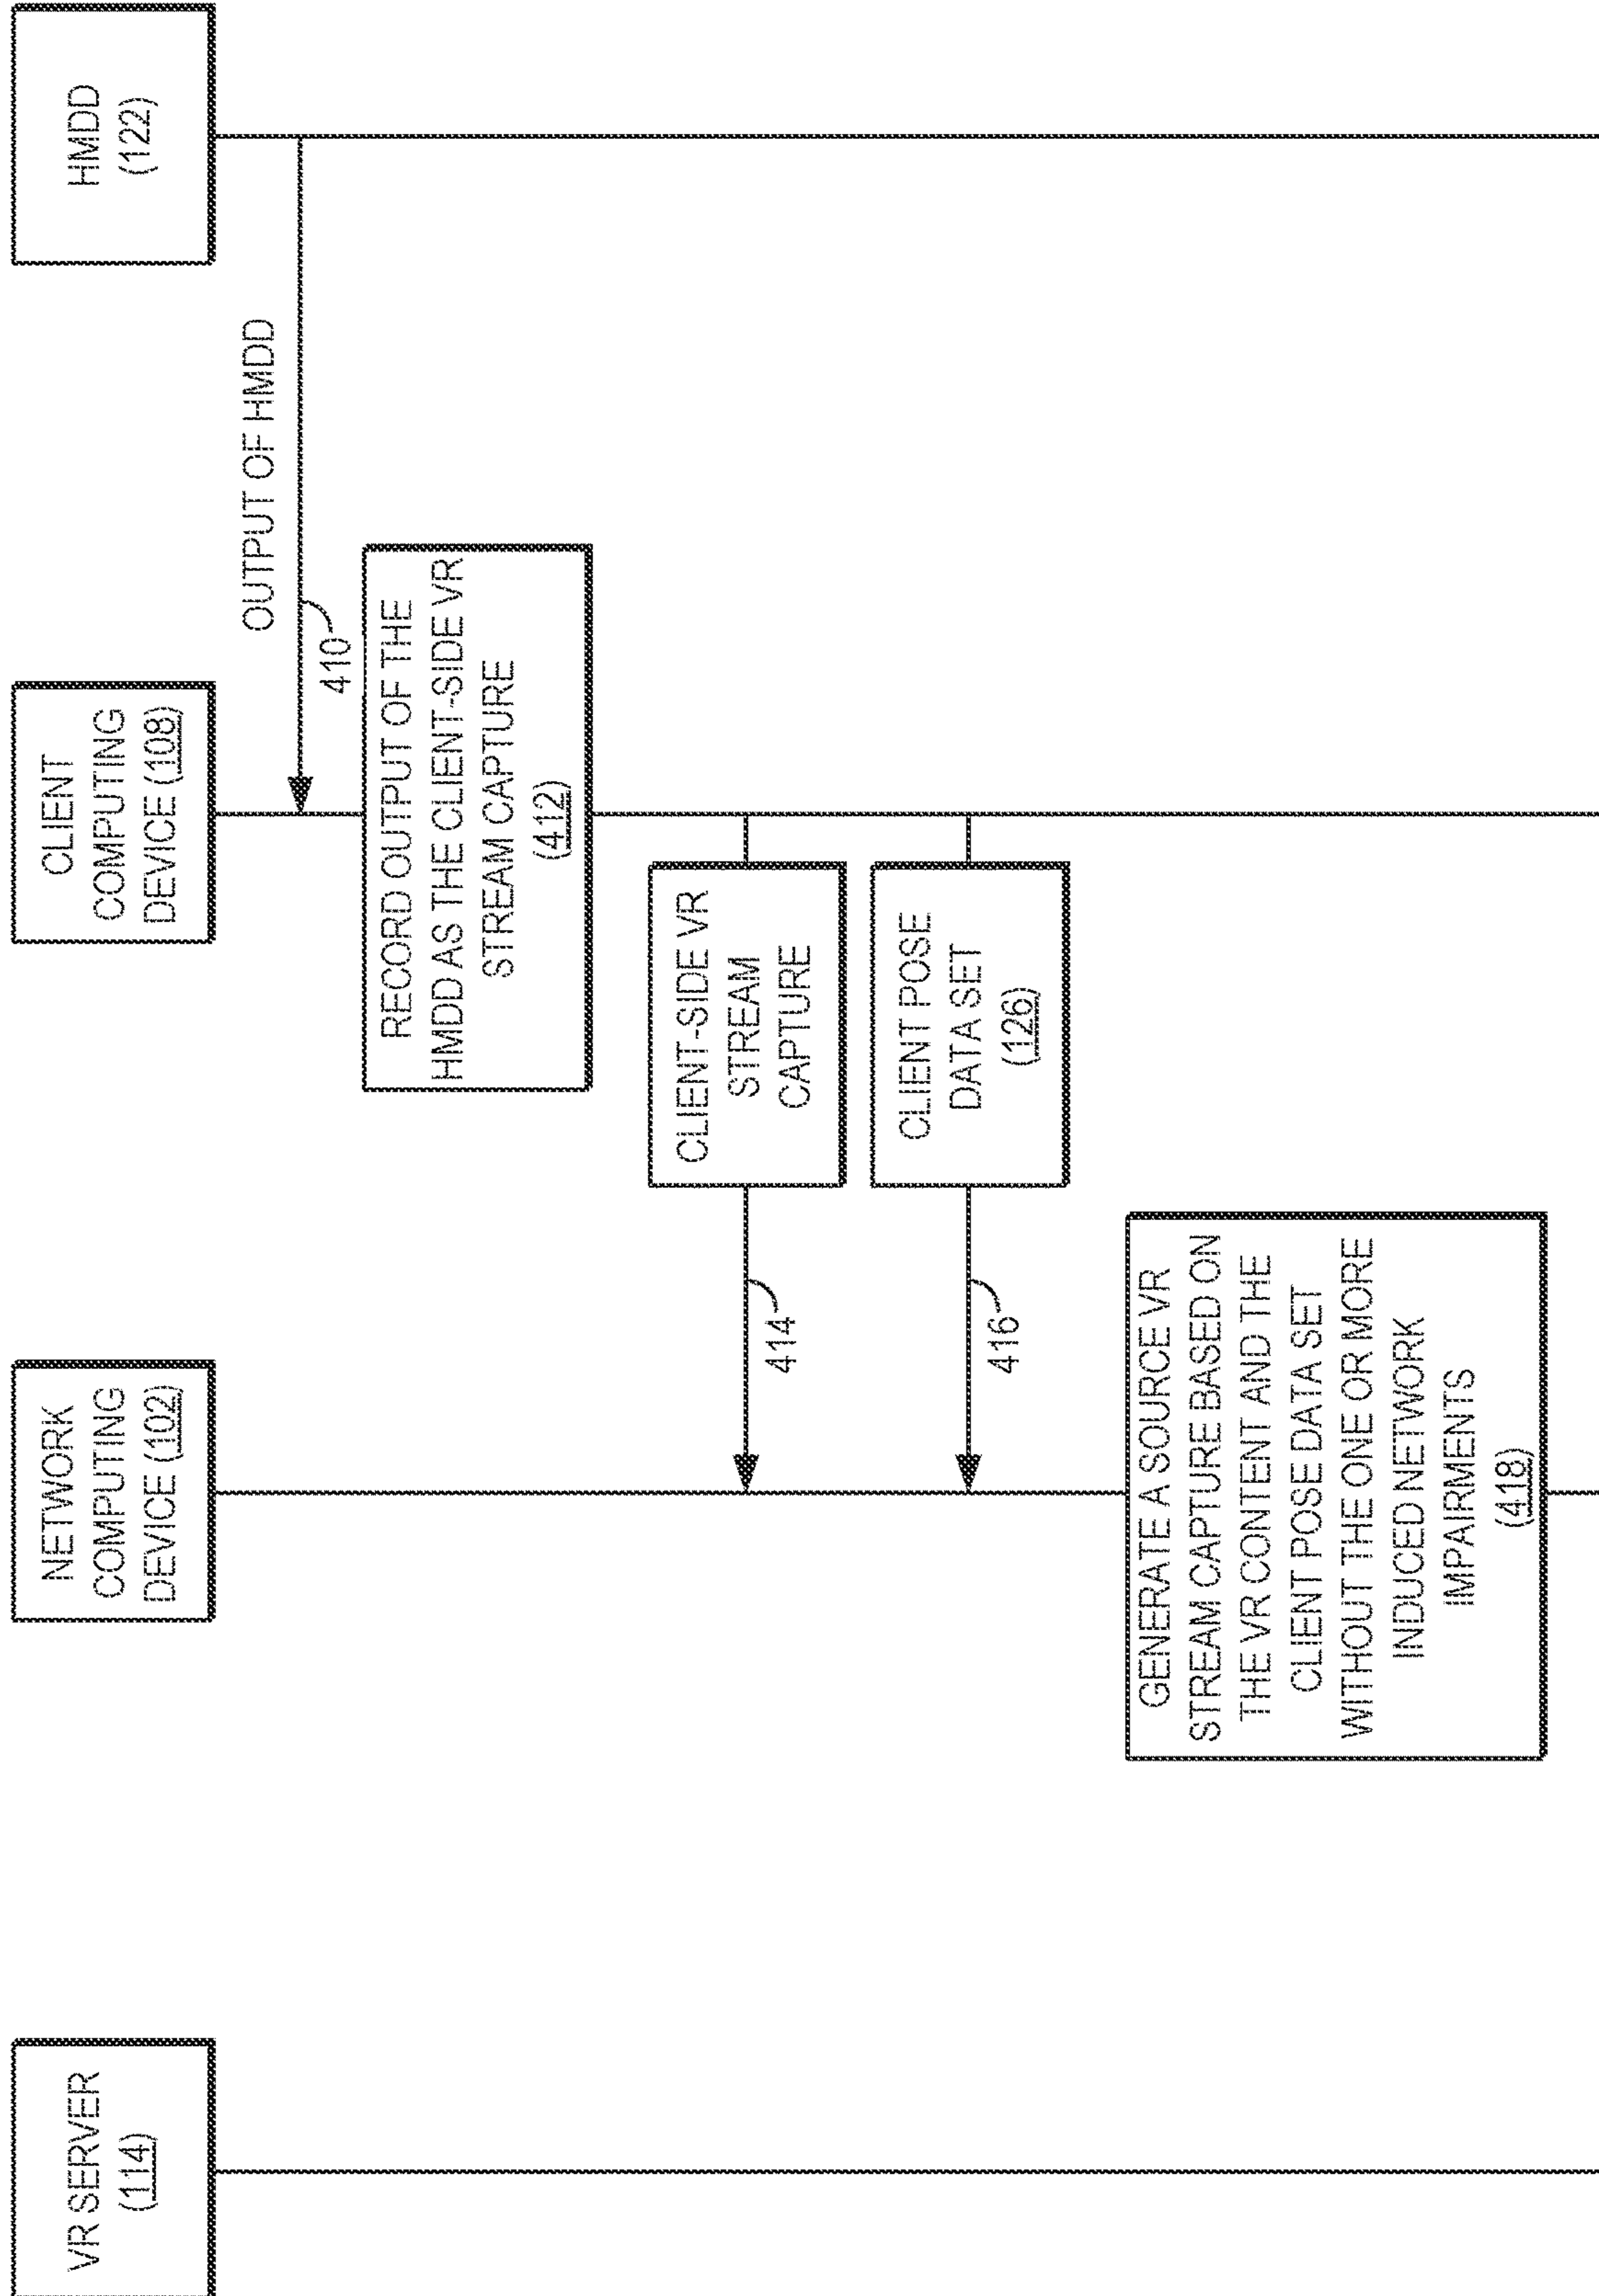 VR SERVER
(114)
NETWORK
COMPUTING
DEVICE (102)
CLIENT
COMPUTING
DEVICE (108)
HMDD
(122)
OUTPUT OF HMDD
410
RECORD OUTPUT OF THE
HMDD AS THE CLIENT-SIDE VR
STREAM CAPTURE
(412)
CLIENT-SIDE VR
STREAM
CAPTURE
414
CLIENT POSE
DATA SET
(126)
416
GENERATE A SOURCE VR
STREAM CAPTURE BASED ON
THE VR CONTENT AND THE
CLIENT POSE DATA SET
WITHOUT THE ONE OR MORE
INDUCED NETWORK
IMPAIRMENTS
(418)